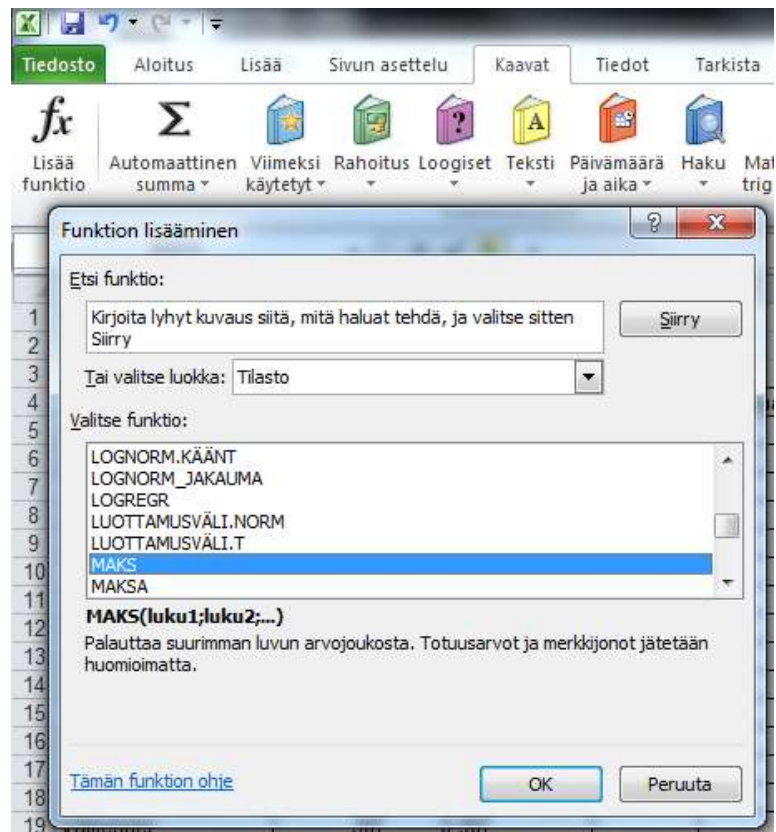 Tiedosto Aloitus Lisää Sivun asettelu Kaavat Tiedot Tarkista
fx Σ
Lisää Automaattinen Viimeksi Rahoitus Loogiset Teksti Päivämäärä Haku
funktio summa käytetyt ja aika
Funktion lisääminen
Etsi funktio:
Kirjoita lyhyt kuvaus siitä, mitä haluat tehdä, ja valitse sitten
Siirry
Siirry
Tai valitse luokka: Tilasto
Valitse funktio:
LOGNORM.KÄÄNT
LOGNORM_JAKAUMA
LOGREGR
LUOTTAMUSVÄLI.NORM
LUOTTAMUSVÄLI.T
MAKS
MAKSA
MAKS(luku1;luku2;...)
Palauttaa suurimman luvun arvojoukosta. Totuusarvot ja merkkijonot jätetään
huomioimatta.
Tämän funktion ohje
OK Peruuta
1
2
3
4
5
6
7
8
9
10
11
12
13
14
15
16
17
18
19